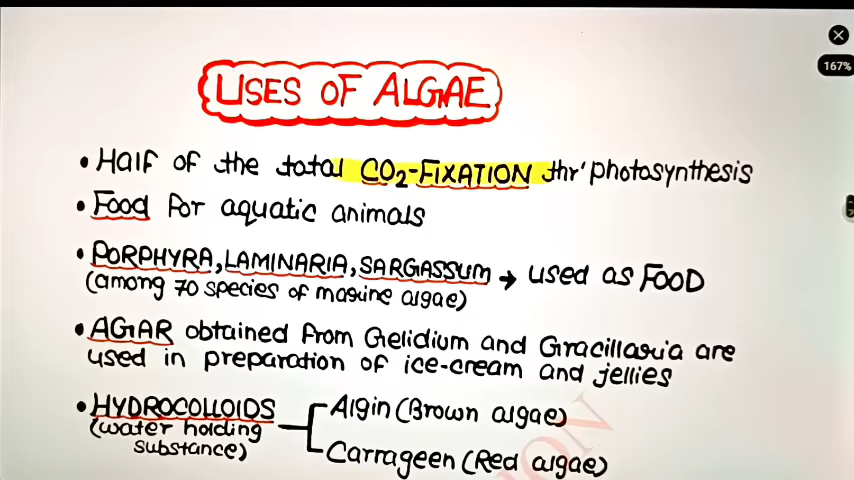 167%
USES OF ALGAE
• Half of the total CO2-FIXATION thr' photosynthesis
• Food for aquatic animals
• PORPHYRA, LAMINARIA, SARGASSUM → used as FOOD
(among 70 species of marine algae)
• AGAR obtained from Gelidium and Gracillaria are
used in preparation of ice-cream and jellies
• HYDROCOLLOIDS
(water holding
substance)
Algin (Brown algae)
Carrageen (Red algae)